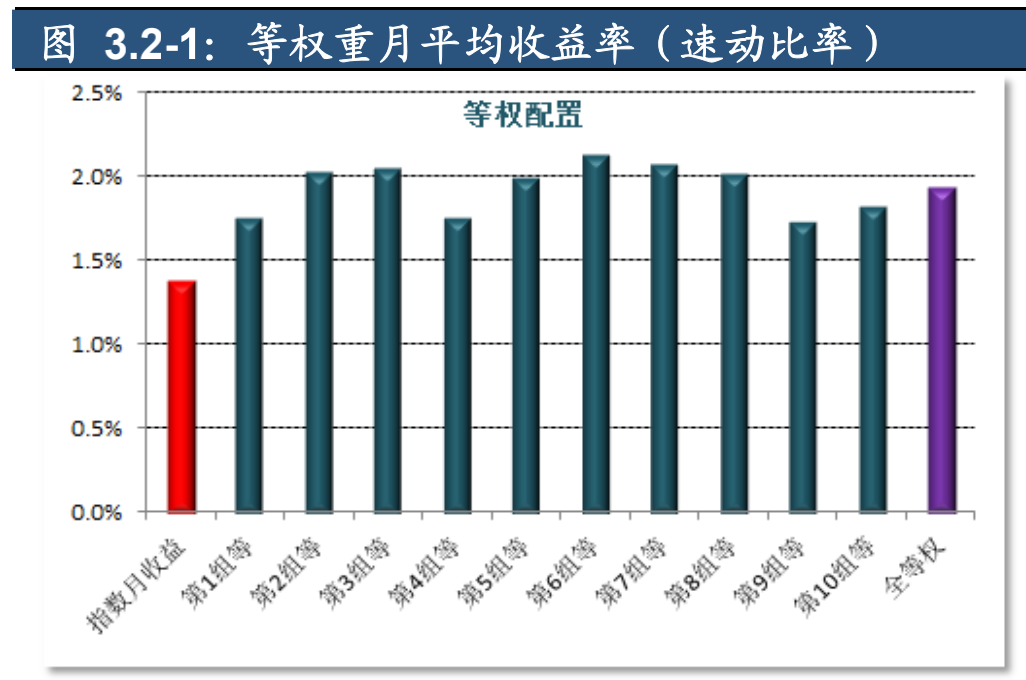 图 3.2-1：等权重月平均收益率（速动比率）
等权配置
2.5%
2.0%
1.5%
1.0%
0.5%
0.0%
指数月收益
第1组等
第2组等
第3组等
第4组等
第5组等
第6组等
第7组等
第8组等
第9组等
第10组等
全等权